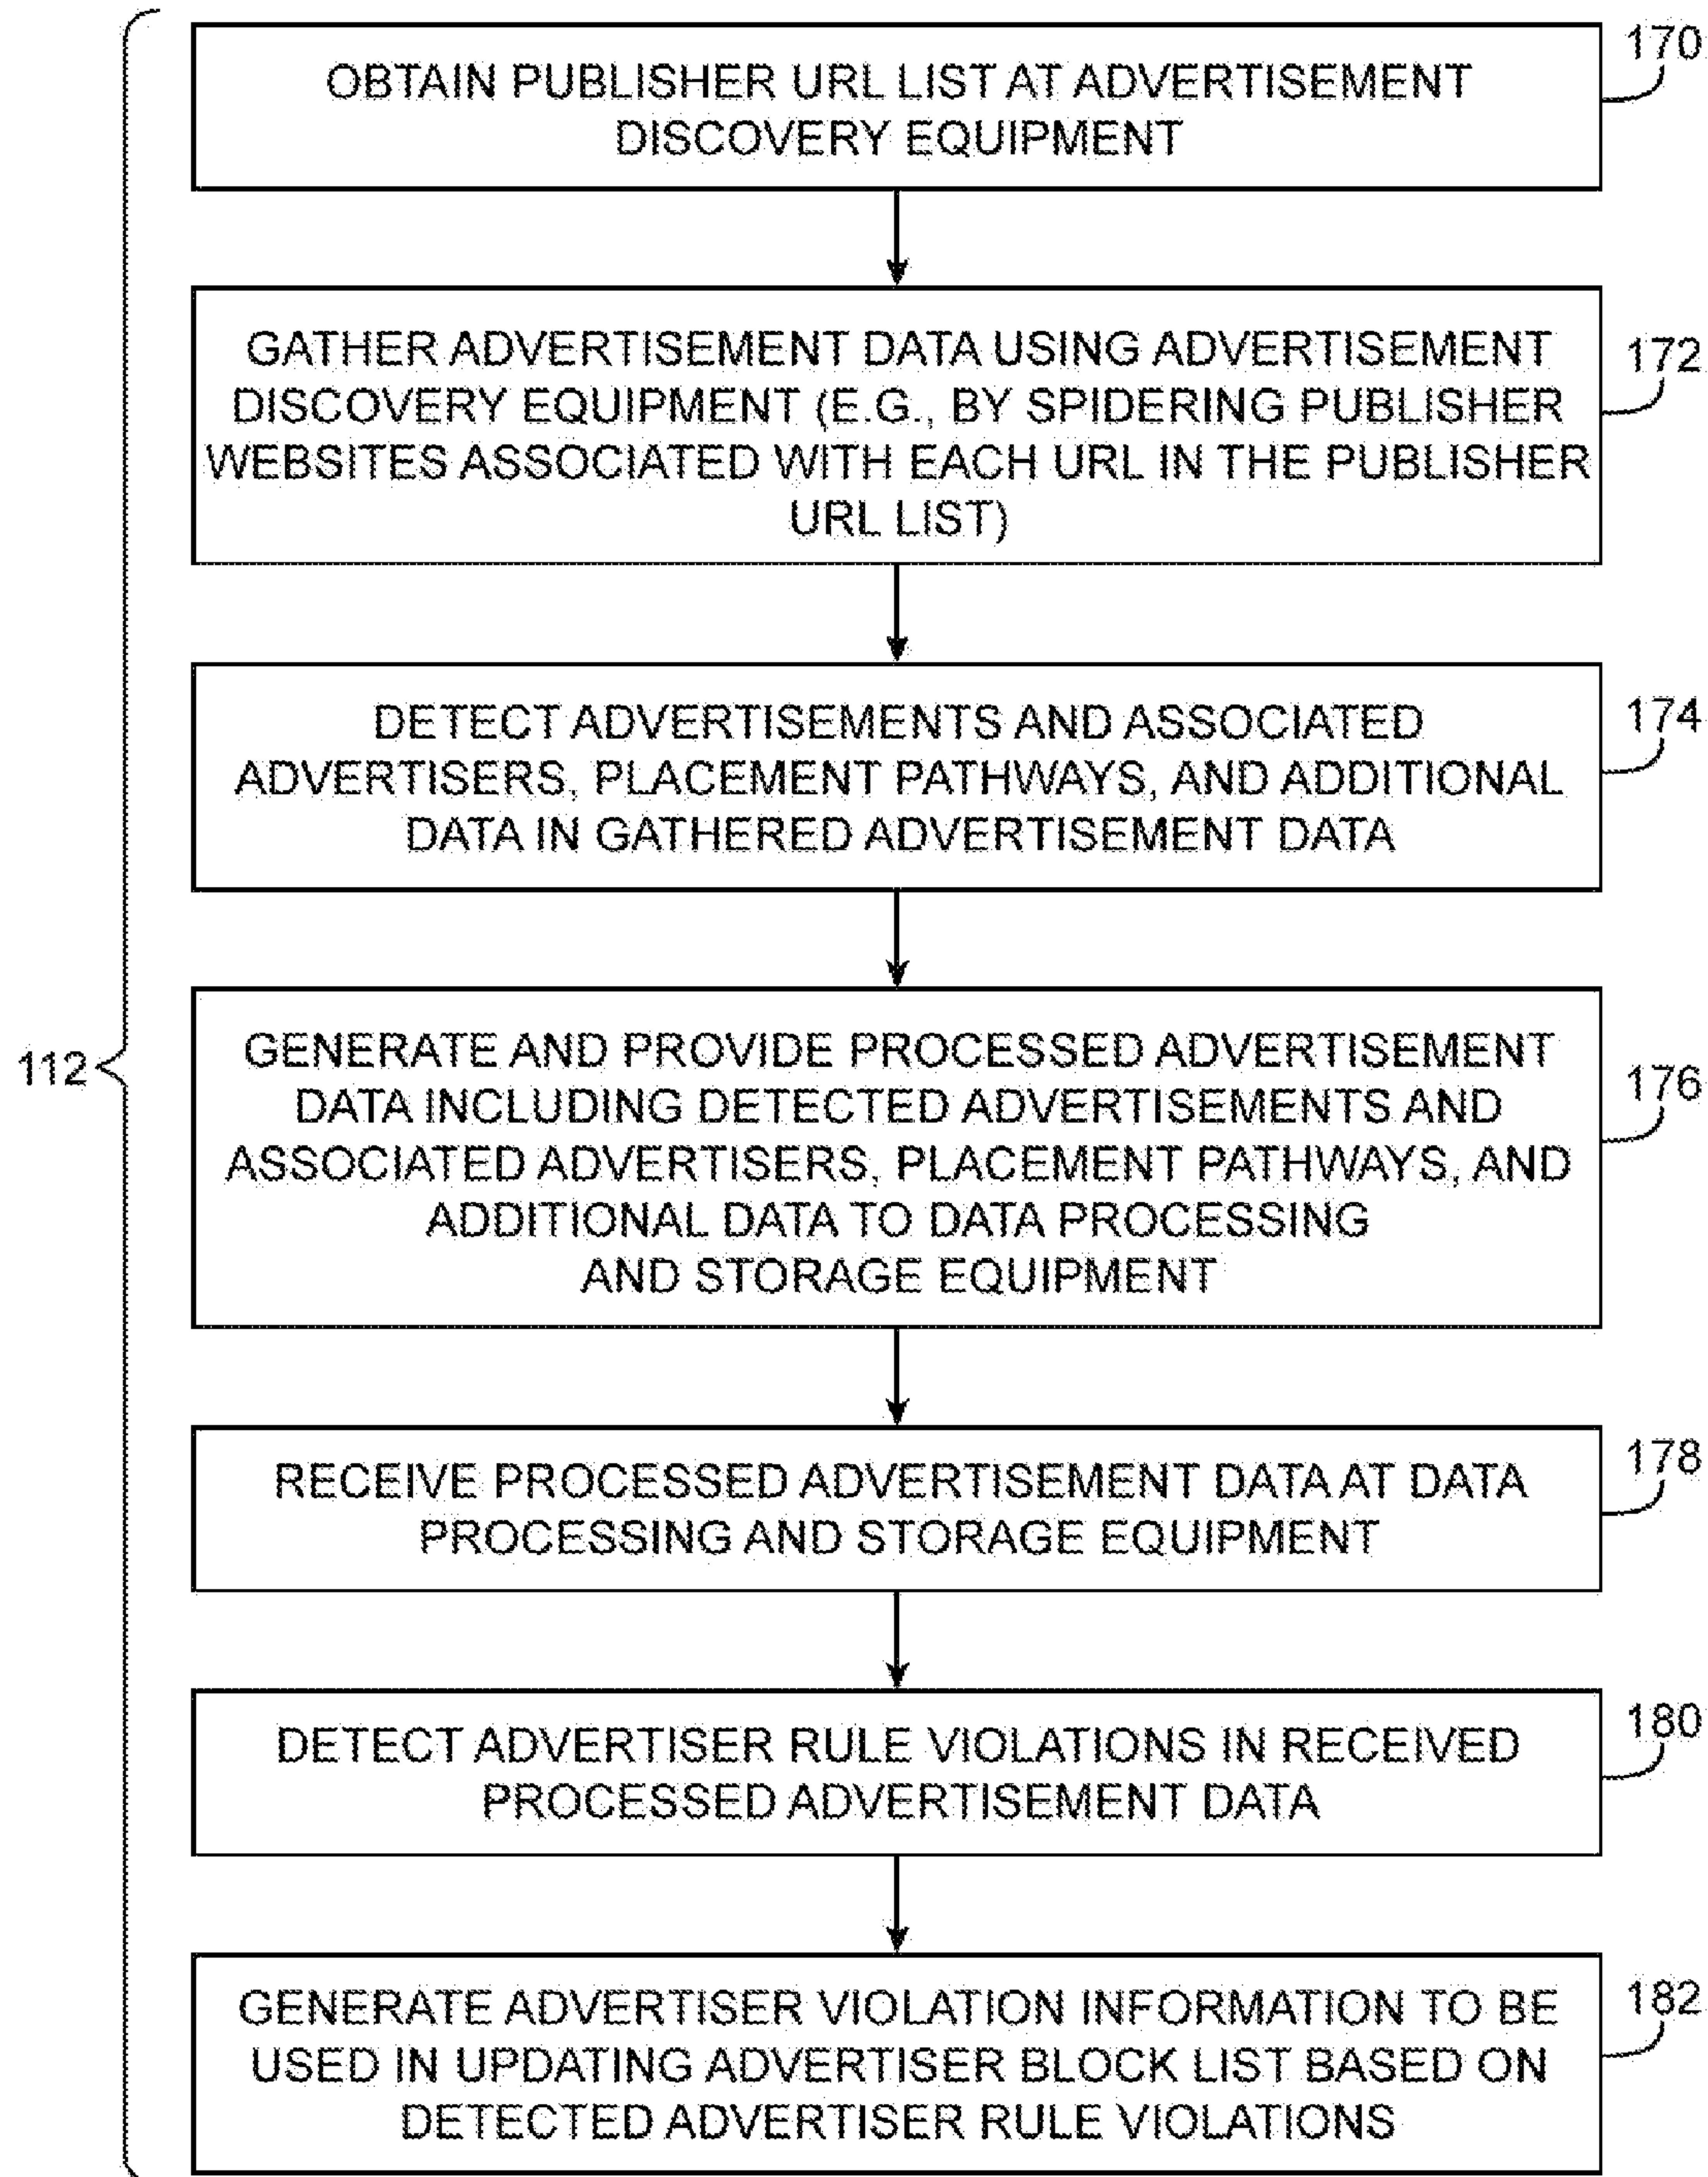 170
OBTAIN PUBLISHER URL LIST AT ADVERTISEMENT
DISCOVERY EQUIPMENT
172
GATHER ADVERTISEMENT DATA USING ADVERTISEMENT
DISCOVERY EQUIPMENT (E.G., BY SPIDERING PUBLISHER
WEBSITES ASSOCIATED WITH EACH URL IN THE PUBLISHER
URL LIST)
174
DETECT ADVERTISEMENTS AND ASSOCIATED
ADVERTISERS, PLACEMENT PATHWAYS, AND ADDITIONAL
DATA IN GATHERED ADVERTISEMENT DATA
112
176
GENERATE AND PROVIDE PROCESSED ADVERTISEMENT
DATA INCLUDING DETECTED ADVERTISEMENTS AND
ASSOCIATED ADVERTISERS, PLACEMENT PATHWAYS, AND
ADDITIONAL DATA TO DATA PROCESSING
AND STORAGE EQUIPMENT
178
RECEIVE PROCESSED ADVERTISEMENT DATA AT DATA
PROCESSING AND STORAGE EQUIPMENT
180
DETECT ADVERTISER RULE VIOLATIONS IN RECEIVED
PROCESSED ADVERTISEMENT DATA
182
GENERATE ADVERTISER VIOLATION INFORMATION TO BE
USED IN UPDATING ADVERTISER BLOCK LIST BASED ON
DETECTED ADVERTISER RULE VIOLATIONS